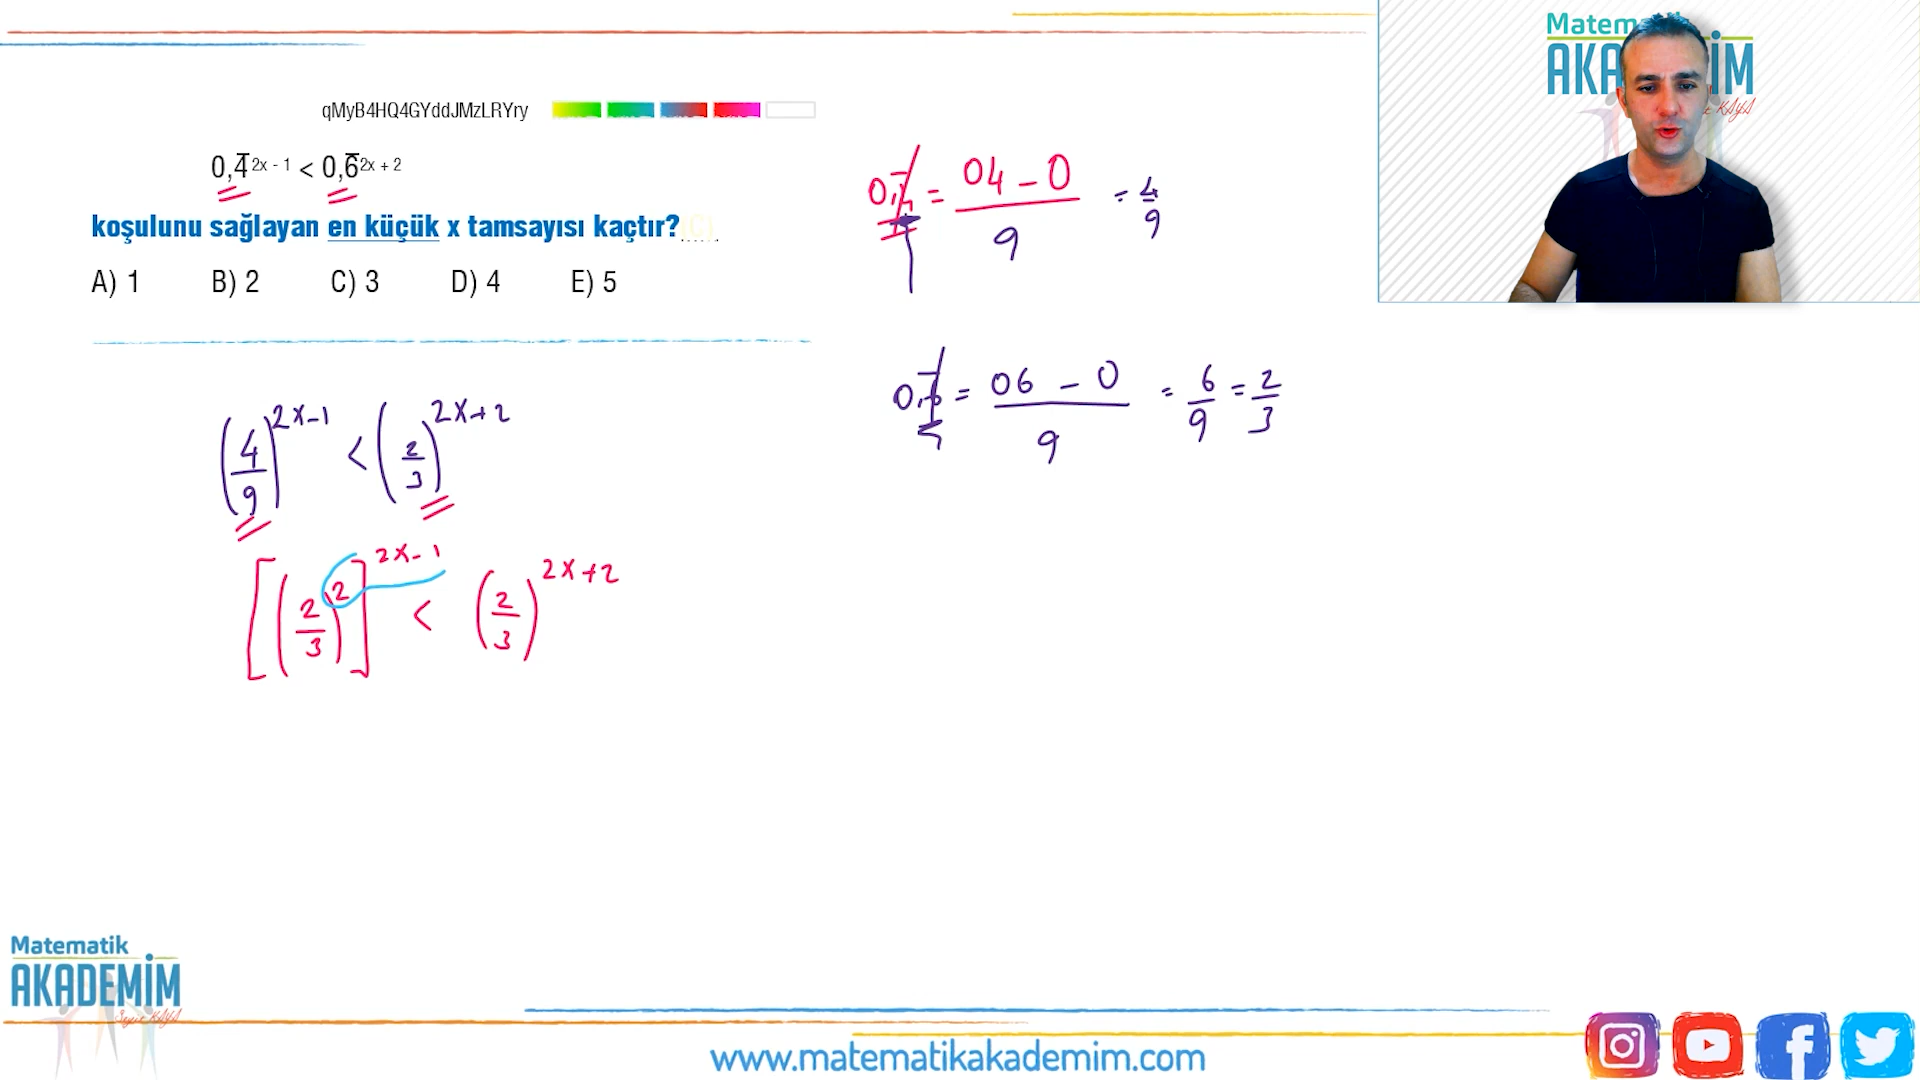 Matematik
AKADEMİM
qMyB4HQ4GYddJMzLRYry
0,4̅^(2x - 1) < 0,6̅^(2x + 2)
koşulunu sağlayan en küçük x tamsayısı kaçtır? (C)
A) 1 B) 2 C) 3 D) 4 E) 5
0,4̅ = (04 - 0)/9 = 4/9
0,6̅ = (06 - 0)/9 = 6/9 = 2/3
(4/9)^(2x-1) < (2/3)^(2x+2)
[(2/3)^2]^(2x-1) < (2/3)^(2x+2)
Matematik
AKADEMİM
Seyit KAYA
www.matematikakademim.com